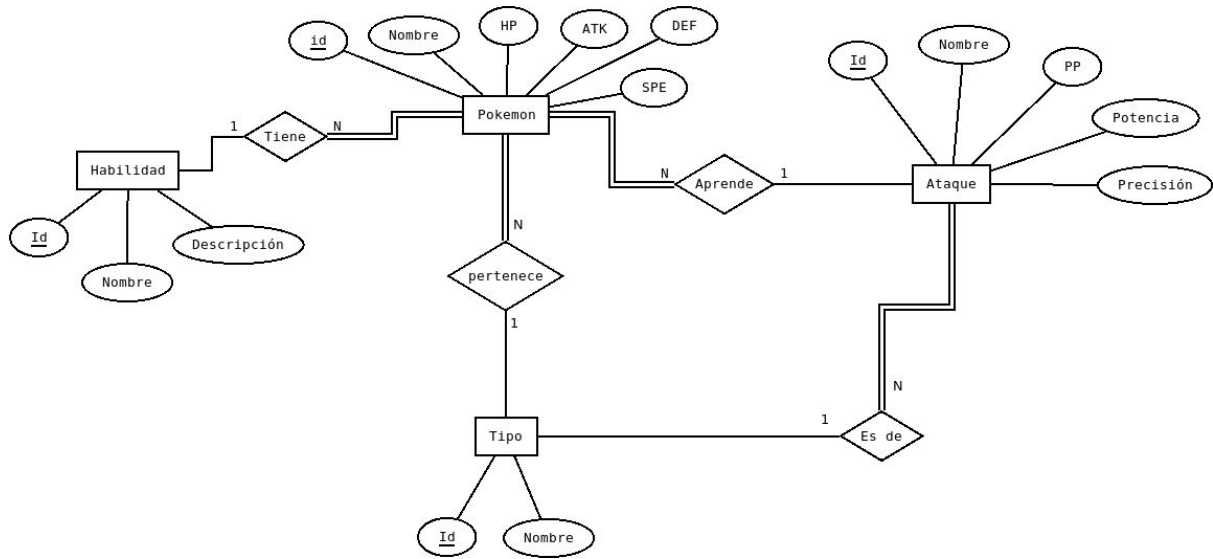 id
Nombre
HP
ATK
DEF
SPE
Pokemon
Id
Nombre
PP
Potencia
Precisión
Ataque
1
Tiene
N
Habilidad
Id
Nombre
Descripción
N
Aprende
1
N
pertenece
1
Tipo
Id
Nombre
1
Es de
N